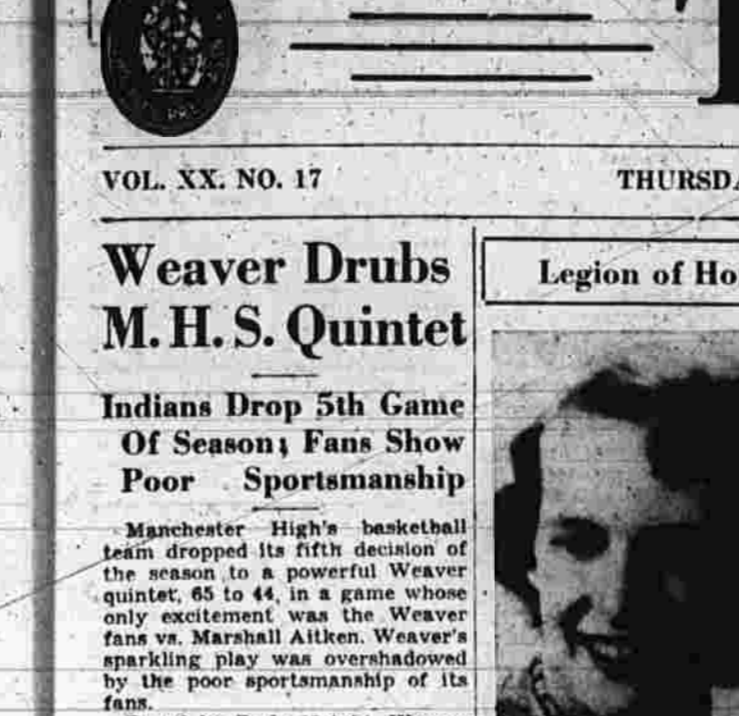 VOL. XX. NO. 17
THURSDA
Weaver Drubs
M. H. S. Quintet
Legion of Ho
Indians Drop 5th Game
Of Season; Fans Show
Poor Sportsmanship
Manchester High's basketball
team dropped its fifth decision of
the season to a powerful Weaver
quintet, 65 to 44, in a game whose
only excitement was the Weaver
fans vs. Marshall Aitken. Weaver's
sparkling play was overshadowed
by the poor sportsmanship of its
fans.